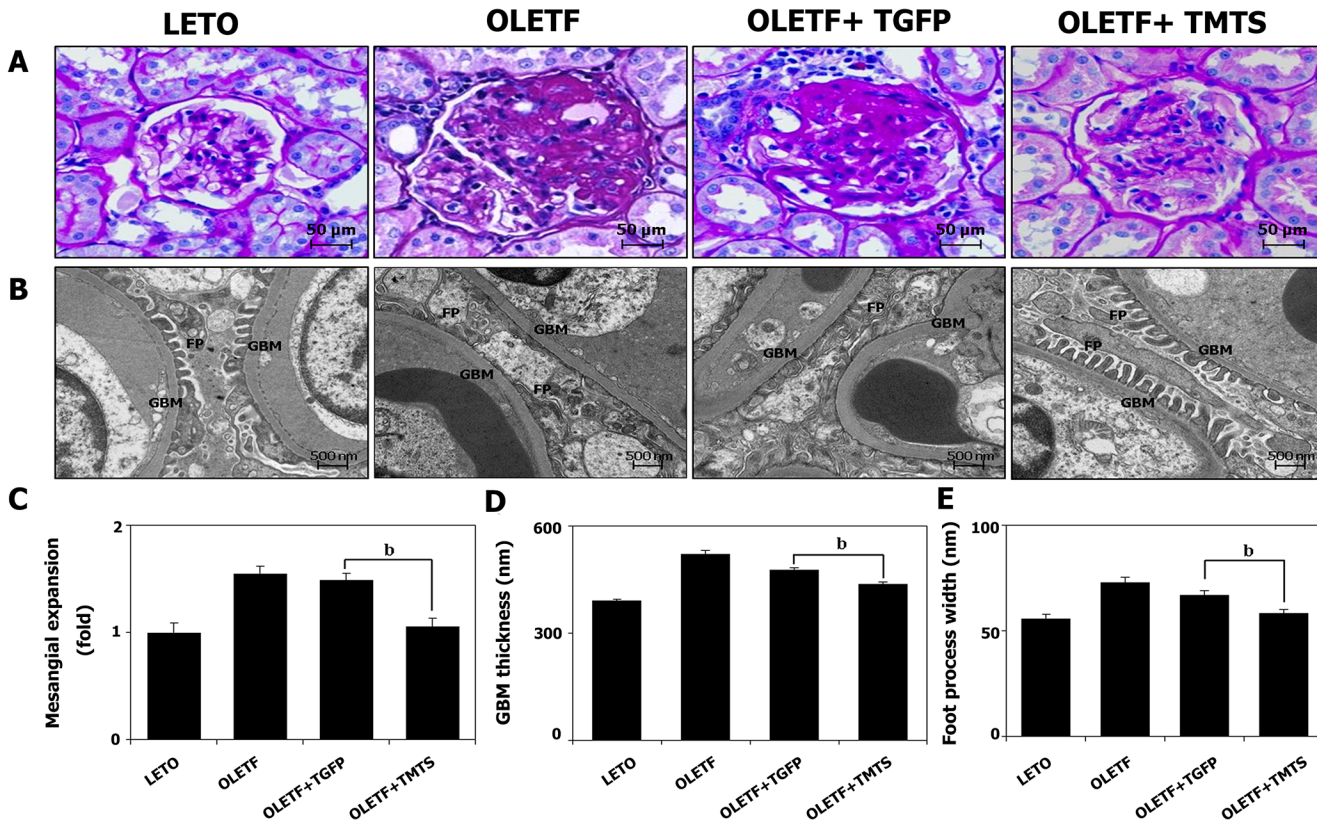 LETO OLETF OLETF+ TGFP OLETF+ TMTS
A
50 µm 50 µm 50 µm 50 µm
B
FP GBM GBM
FP GBM GBM FP
FP GBM GBM
FP GBM GBM
500 nm 500 nm 500 nm 500 nm
C
Mesangial expansion
(fold)
2
1
0
b
LETO OLETF OLETF+TGFP OLETF+TMTS
D
GBM thickness (nm)
600
300
0
b
LETO OLETF OLETF+TGFP OLETF+TMTS
E
Foot process width (nm)
100
50
0
b
LETO OLETF OLETF+TGFP OLETF+TMTS